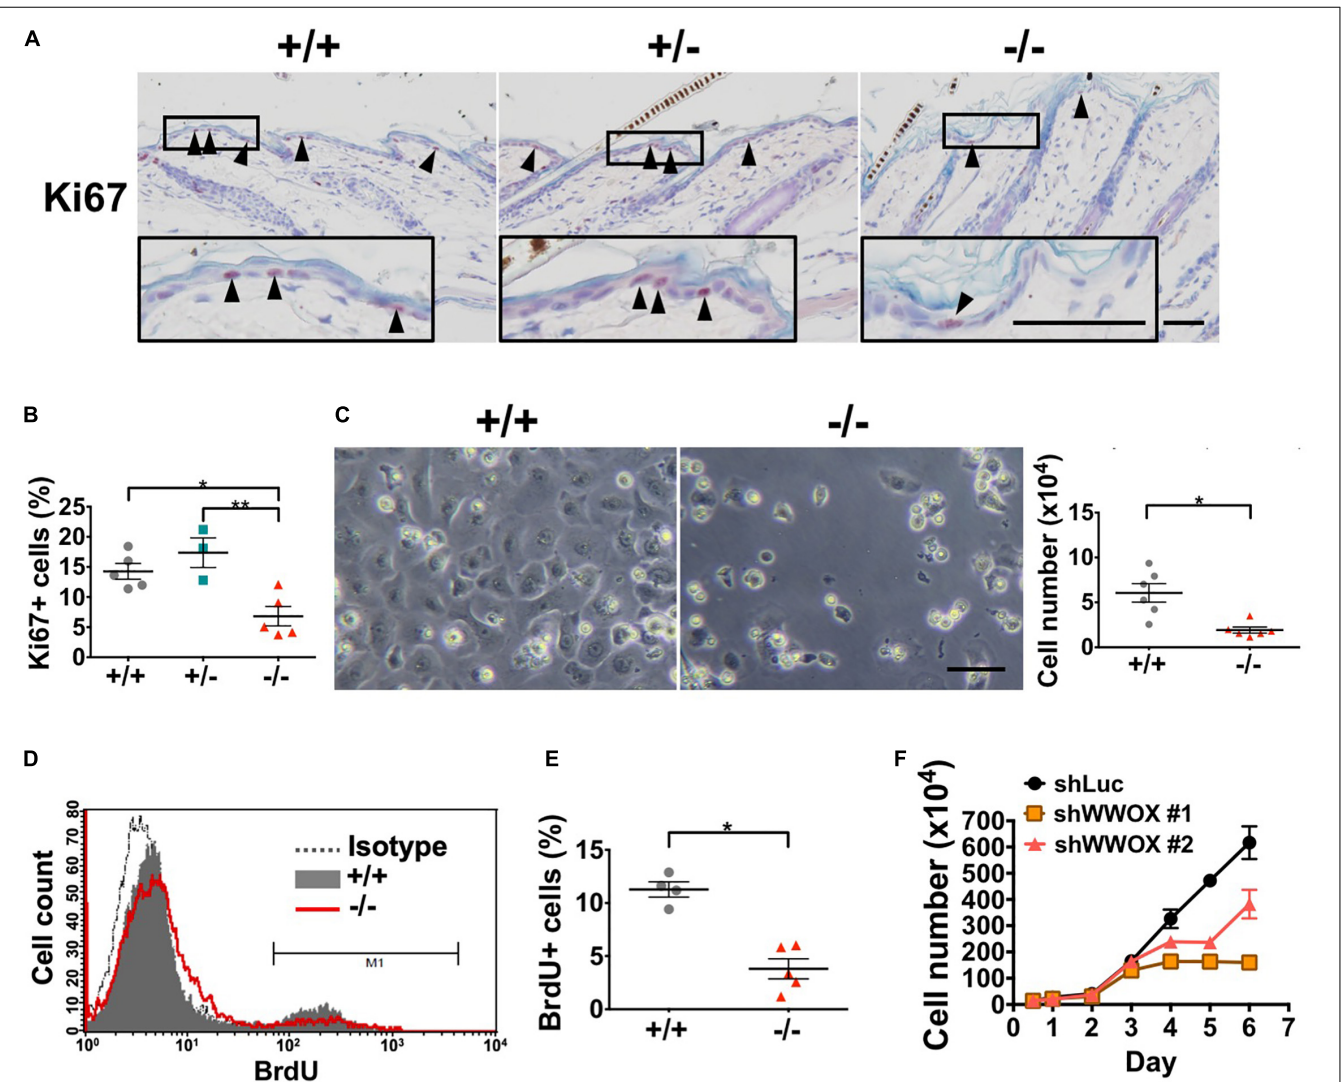 A
+/+ +/- -/-
Ki67
B
Ki67+ cells (%)
25
20
15
10
5
0
*
**
+/+ +/- -/-
C
+/+ -/-
Cell number (x10⁴)
15
10
5
0
*
+/+ -/-
D
Cell count
80
70
60
50
40
30
20
10
0
Isotype
+/+
-/-
M1
10⁰ 10¹ 10² 10³ 10⁴
BrdU
E
BrdU+ cells (%)
15
10
5
0
*
+/+ -/-
F
Cell number (x10⁴)
shLuc
shWWOX #1
shWWOX #2
700
600
500
400
300
200
100
0
0 1 2 3 4 5 6 7
Day